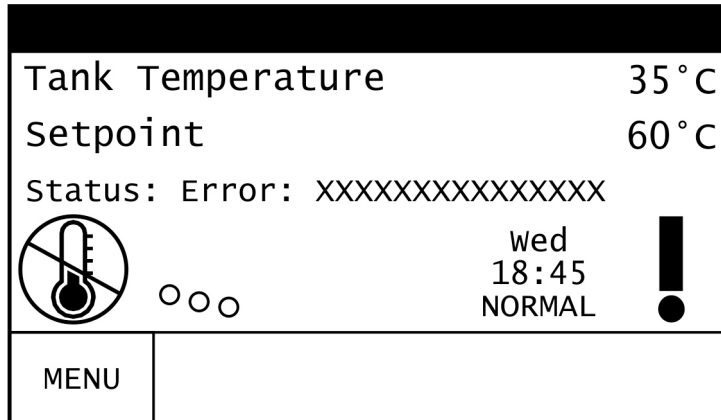 Tank Temperature 35°C
Setpoint 60°C
Status: Error: XXXXXXXXXXXXXXX
Wed
18:45
NORMAL
MENU